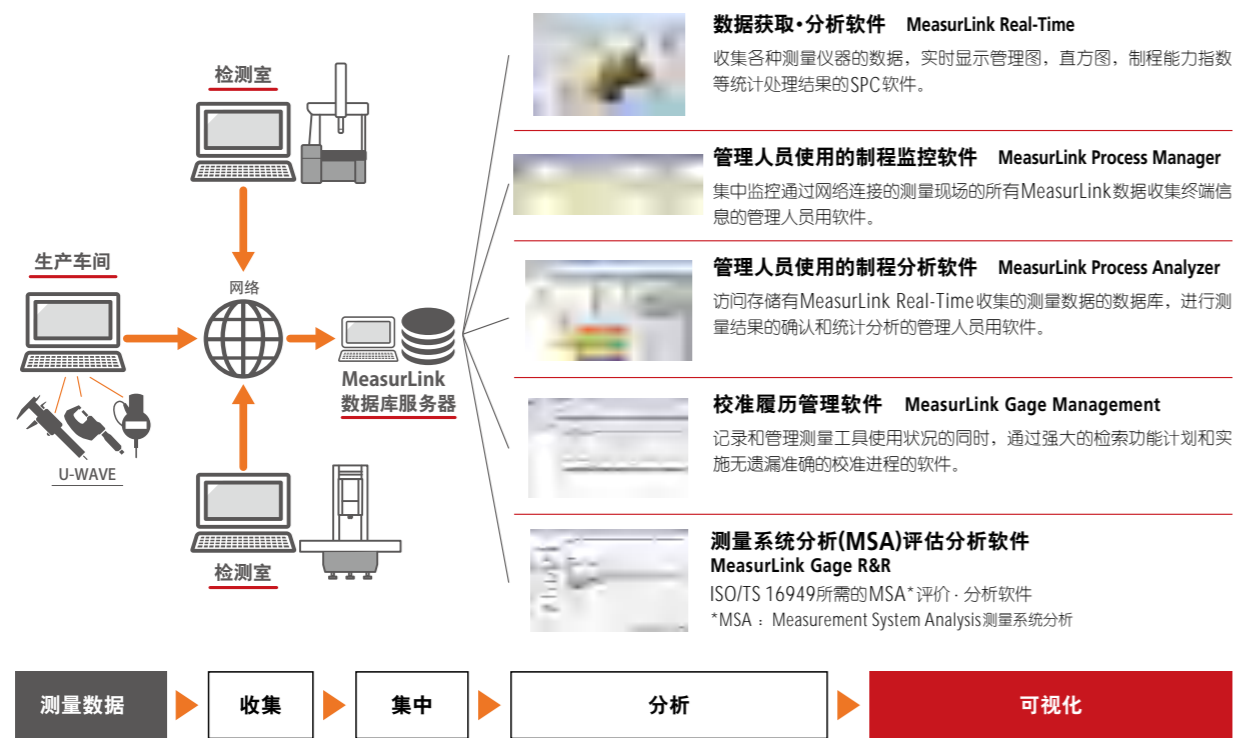 检测室
生产车间
网络
U-WAVE
MeasurLink
数据库服务器
检测室
数据获取·分析软件 MeasurLink Real-Time
收集各种测量仪器的数据，实时显示管理图，直方图，制程能力指数
等统计处理结果的SPC软件。
管理人员使用的制程监控软件 MeasurLink Process Manager
集中监控通过网络连接的测量现场的所有MeasurLink数据收集终端信
息的管理人员用软件。
管理人员使用的制程分析软件 MeasurLink Process Analyzer
访问存储有MeasurLink Real-Time收集的测量数据的数据库，进行测
量结果的确认和统计分析的管理人员用软件。
校准履历管理软件 MeasurLink Gage Management
记录和管理测量工具使用状况的同时，通过强大的检索功能计划和实
施无遗漏准确的校准进程的软件。
测量系统分析(MSA)评估分析软件
MeasurLink Gage R&R
ISO/TS 16949所需的MSA*评价·分析软件
*MSA：Measurement System Analysis测量系统分析
测量数据
收集
集中
分析
可视化